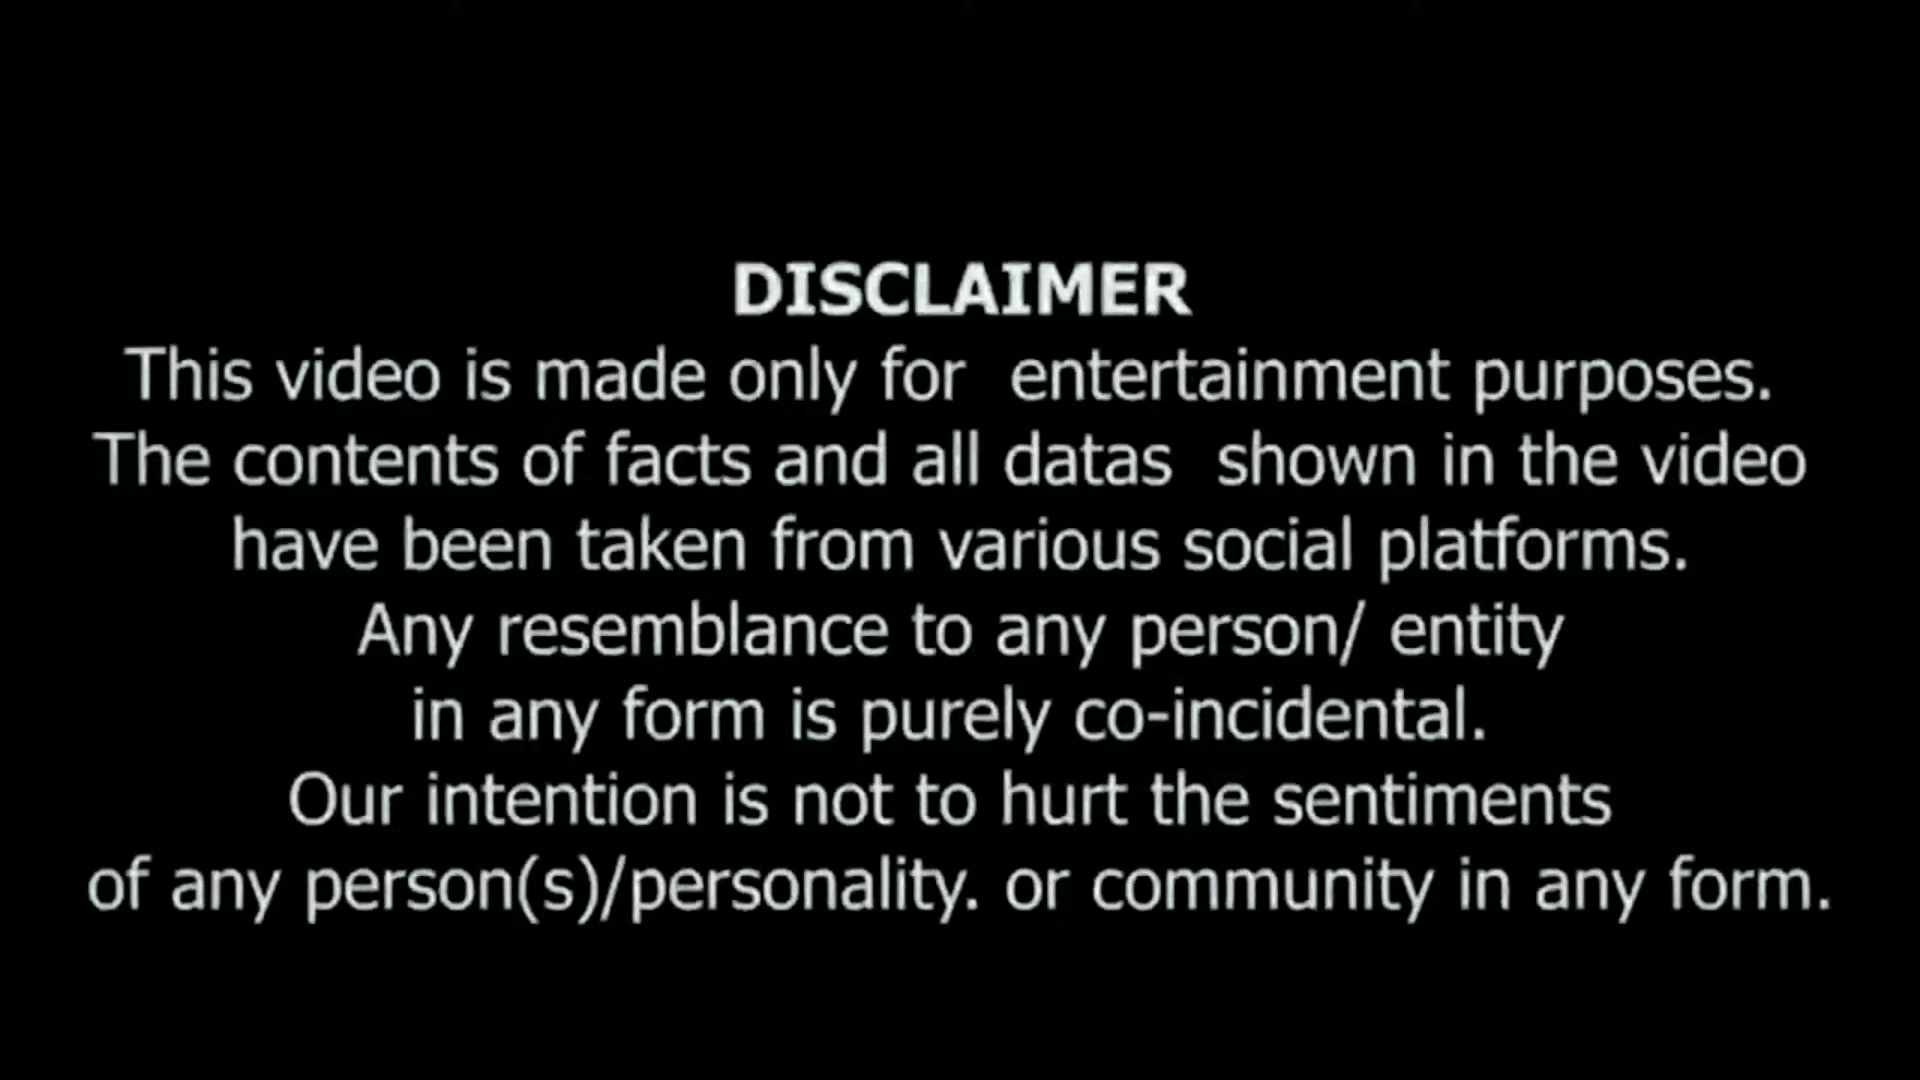 DISCLAIMER
This video is made only for  entertainment purposes.
The contents of facts and all datas  shown in the video
have been taken from various social platforms.
Any resemblance to any person/ entity
in any form is purely co-incidental.
Our intention is not to hurt the sentiments
of any person(s)/personality. or community in any form.